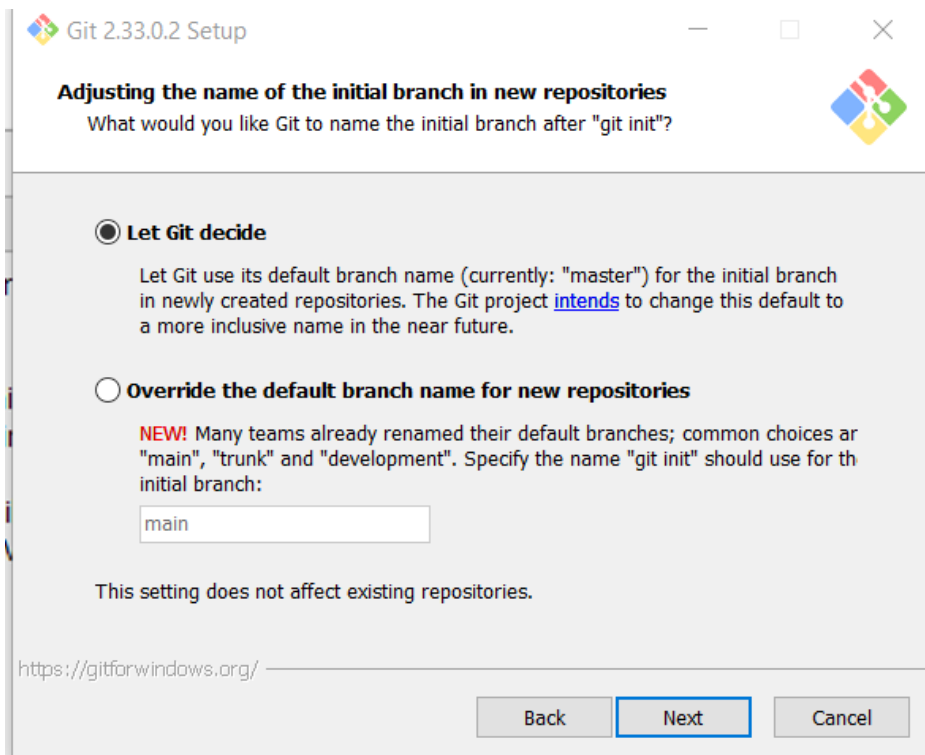 Git 2.33.0.2 Setup
Adjusting the name of the initial branch in new repositories
What would you like Git to name the initial branch after "git init"?
Let Git decide
Let Git use its default branch name (currently: "master") for the initial branch
in newly created repositories. The Git project intends to change this default to
a more inclusive name in the near future.
Override the default branch name for new repositories
NEW! Many teams already renamed their default branches; common choices ar
"main", "trunk" and "development". Specify the name "git init" should use for th
initial branch:
main
This setting does not affect existing repositories.
https://gitforwindows.org/
Back Next Cancel